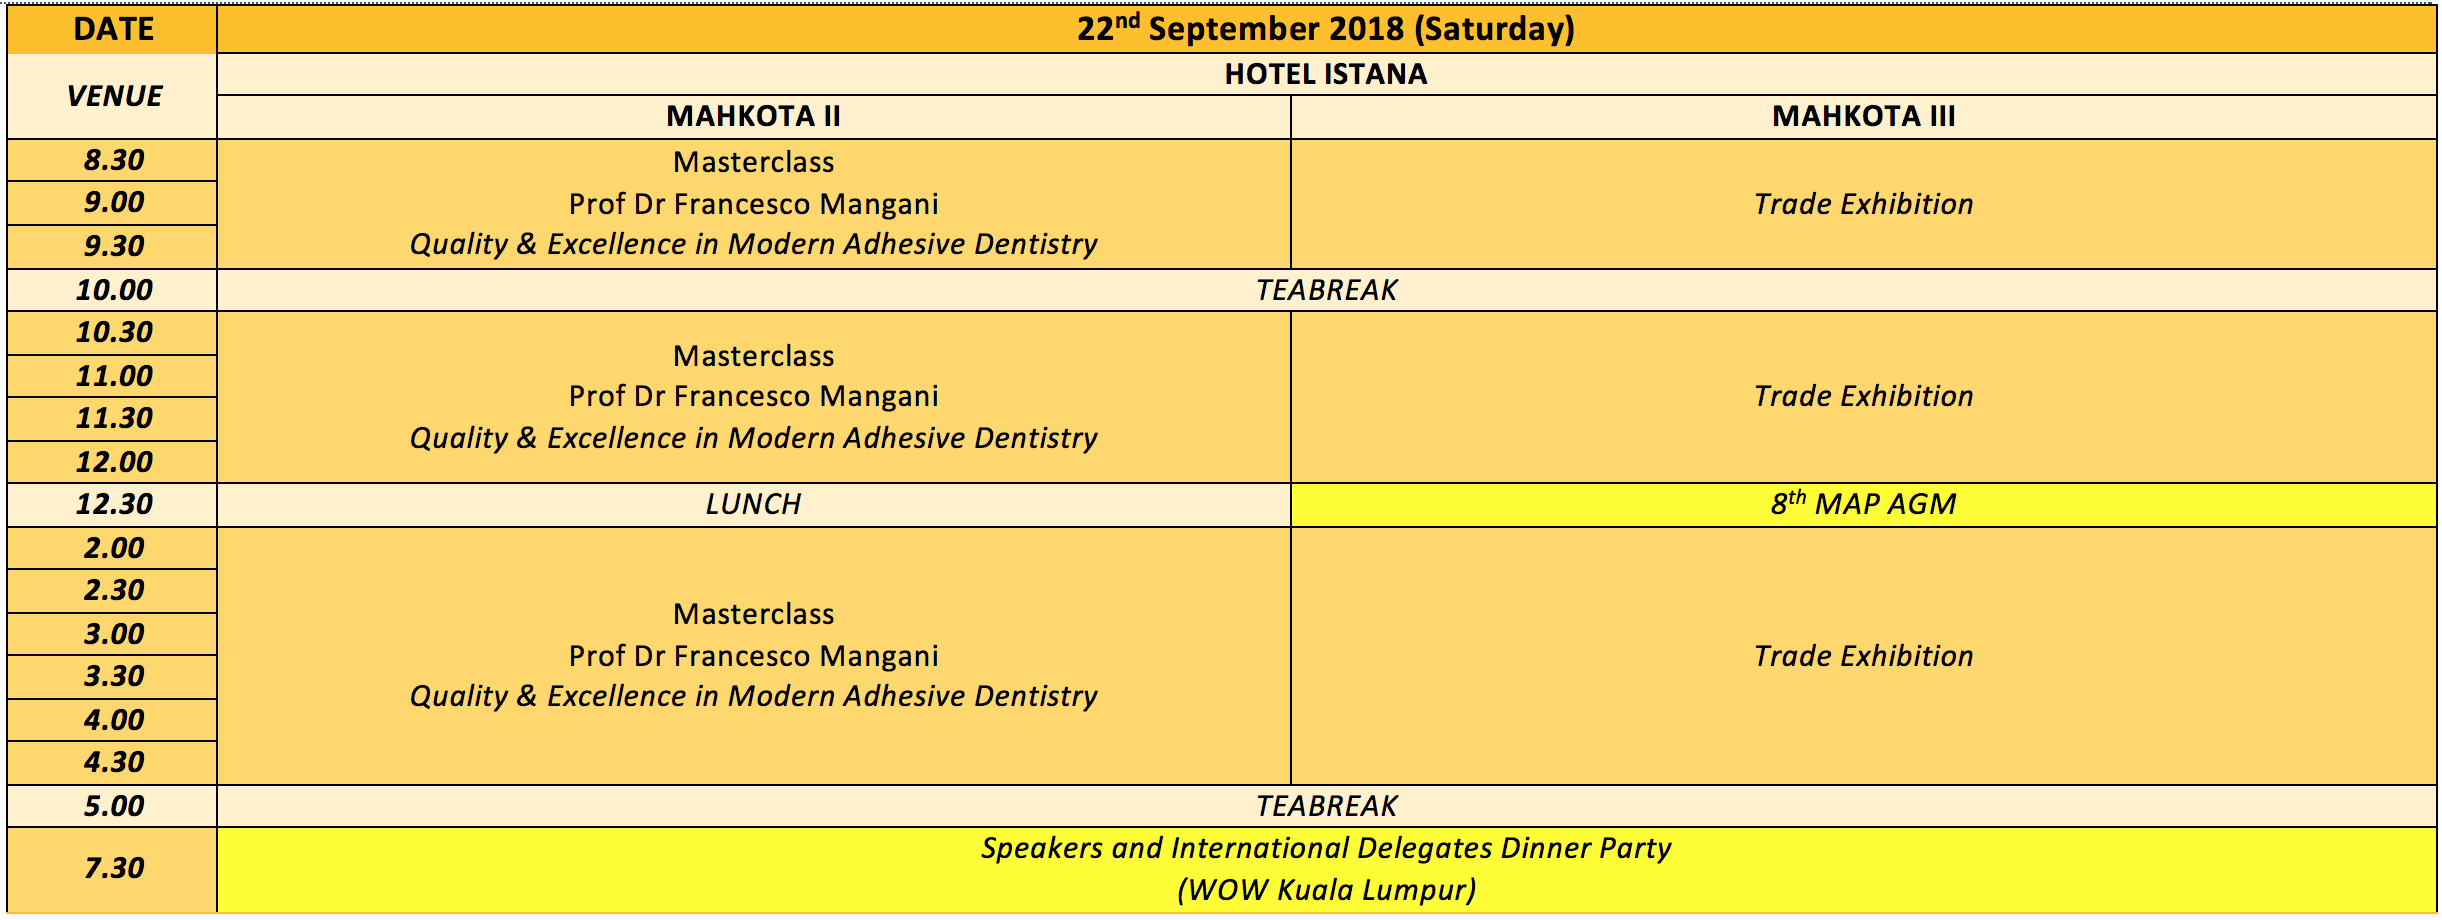 DATE 22nd September 2018 (Saturday)
VENUE HOTEL ISTANA
MAHKOTA II MAHKOTA III
8.30 Masterclass
9.00 Prof Dr Francesco Mangani Trade Exhibition
9.30 Quality & Excellence in Modern Adhesive Dentistry
10.00 TEABREAK
10.30
Masterclass
11.00
Prof Dr Francesco Mangani Trade Exhibition
11.30
Quality & Excellence in Modern Adhesive Dentistry
12.00
12.30 LUNCH 8th MAP AGM
2.00
2.30
Masterclass
3.00
Prof Dr Francesco Mangani Trade Exhibition
3.30
Quality & Excellence in Modern Adhesive Dentistry
4.00
4.30
5.00 TEABREAK
7.30 Speakers and International Delegates Dinner Party
(WOW Kuala Lumpur)